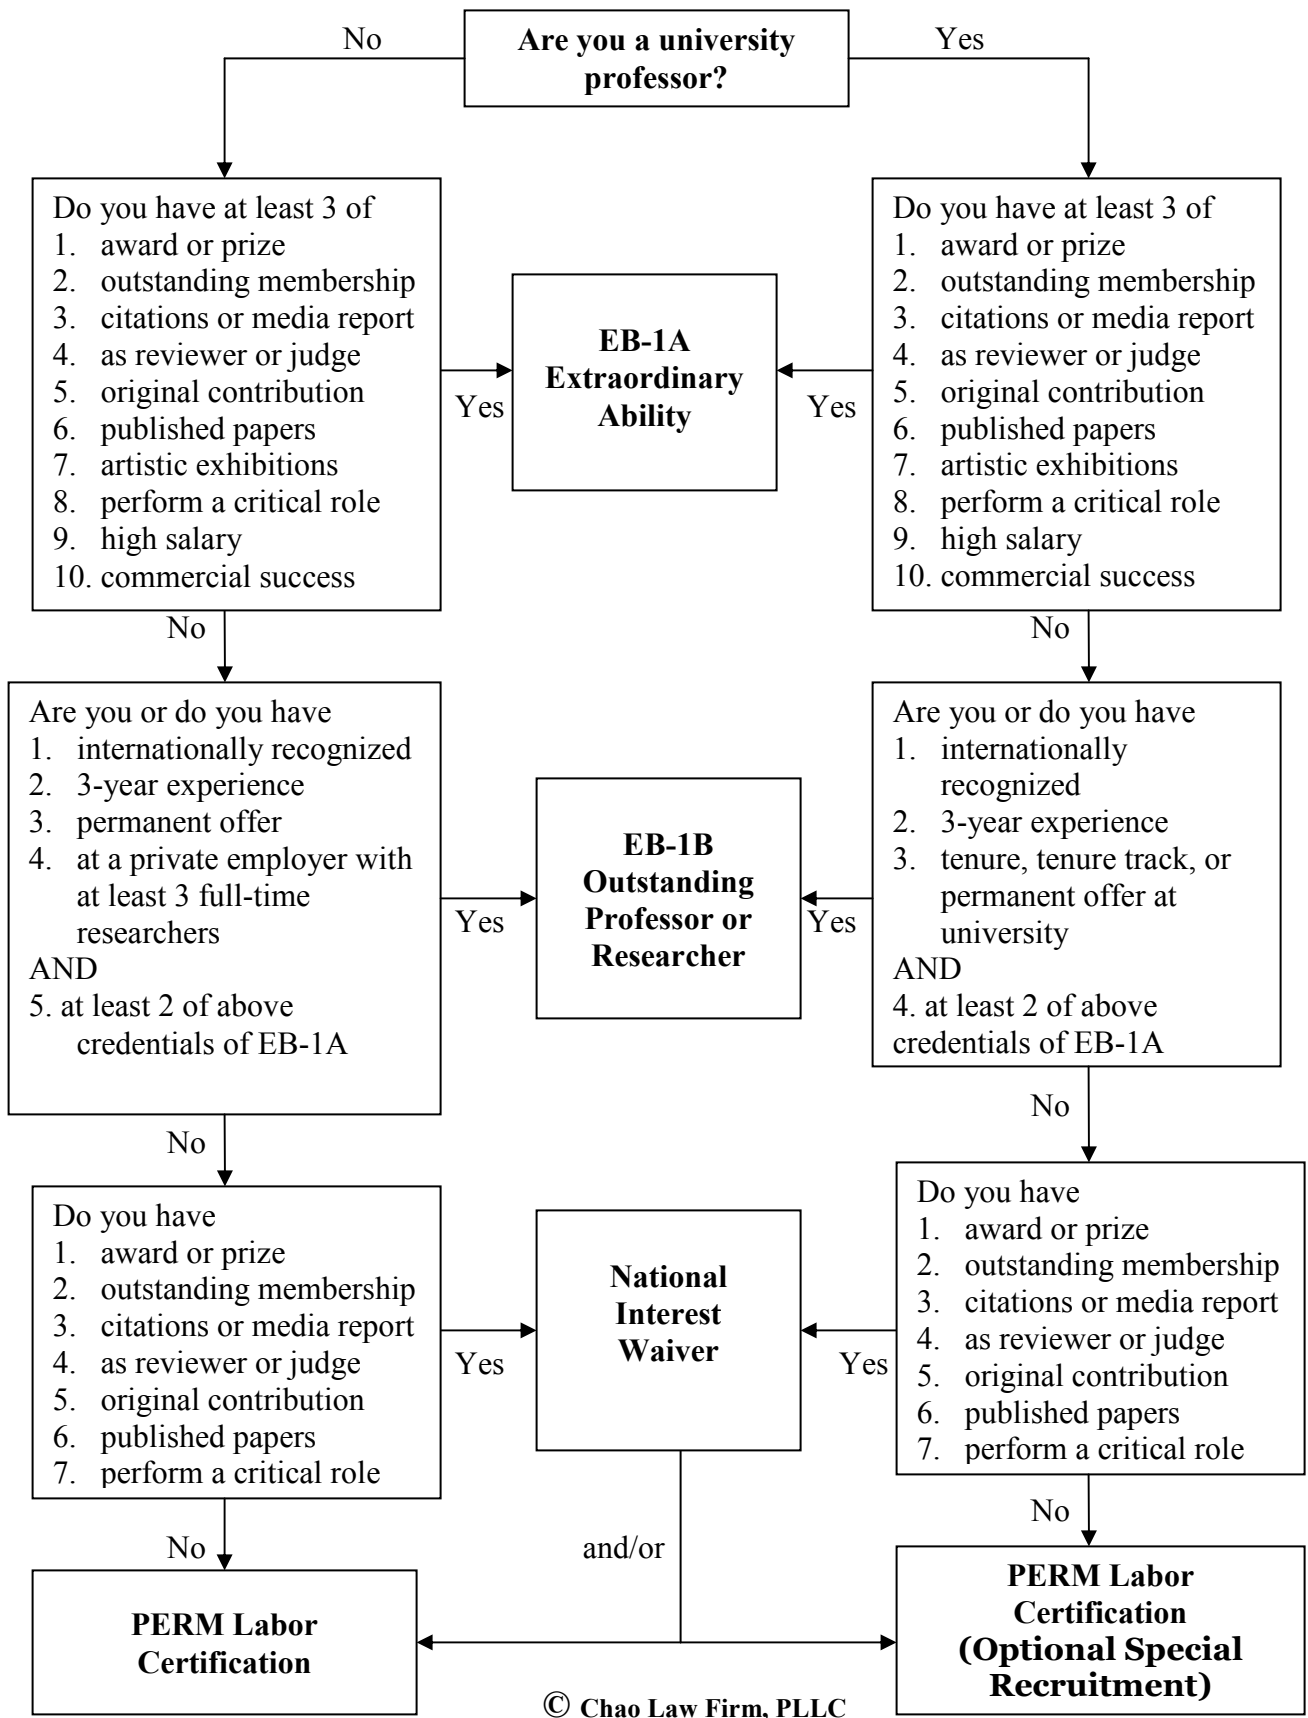 No
Are you a university
professor?
Yes
Do you have at least 3 of
1. award or prize
2. outstanding membership
3. citations or media report
4. as reviewer or judge
5. original contribution
6. published papers
7. artistic exhibitions
8. perform a critical role
9. high salary
10. commercial success
Yes
EB-1A
Extraordinary
Ability
Yes
Do you have at least 3 of
1. award or prize
2. outstanding membership
3. citations or media report
4. as reviewer or judge
5. original contribution
6. published papers
7. artistic exhibitions
8. perform a critical role
9. high salary
10. commercial success
No
No
Are you or do you have
1. internationally recognized
2. 3-year experience
3. permanent offer
4. at a private employer with
at least 3 full-time
researchers
AND
5. at least 2 of above
credentials of EB-1A
Yes
EB-1B
Outstanding
Professor or
Researcher
Yes
Are you or do you have
1. internationally
recognized
2. 3-year experience
3. tenure, tenure track, or
permanent offer at
university
AND
4. at least 2 of above
credentials of EB-1A
No
No
Do you have
1. award or prize
2. outstanding membership
3. citations or media report
4. as reviewer or judge
5. original contribution
6. published papers
7. perform a critical role
Yes
National
Interest
Waiver
Yes
Do you have
1. award or prize
2. outstanding membership
3. citations or media report
4. as reviewer or judge
5. original contribution
6. published papers
7. perform a critical role
No
and/or
No
PERM Labor
Certification
PERM Labor
Certification
(Optional Special
Recruitment)
© Chao Law Firm, PLLC